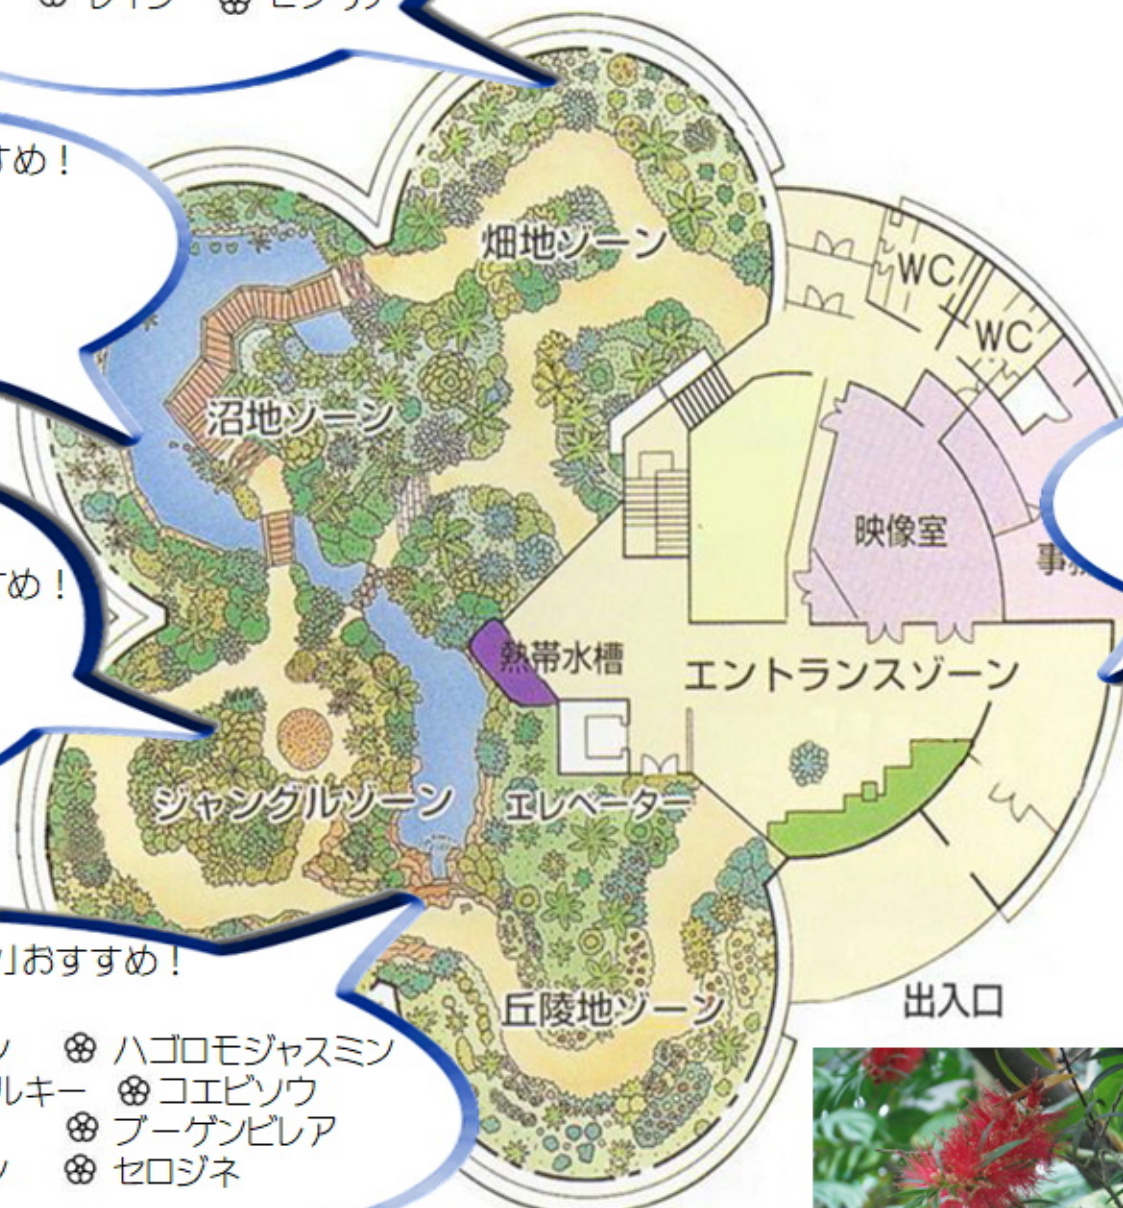 すめ！
畑地ゾーン
WC
WC
沼地ゾーン
映像室
すめ！
熱帯水槽
エントランスゾーン
ジャングルゾーン
エレベーター
おすすめ！
丘陵地ゾーン
出入口
ハゴロモジャスミン
ルキー コエビソウ
ブーゲンビレア
セロジネ